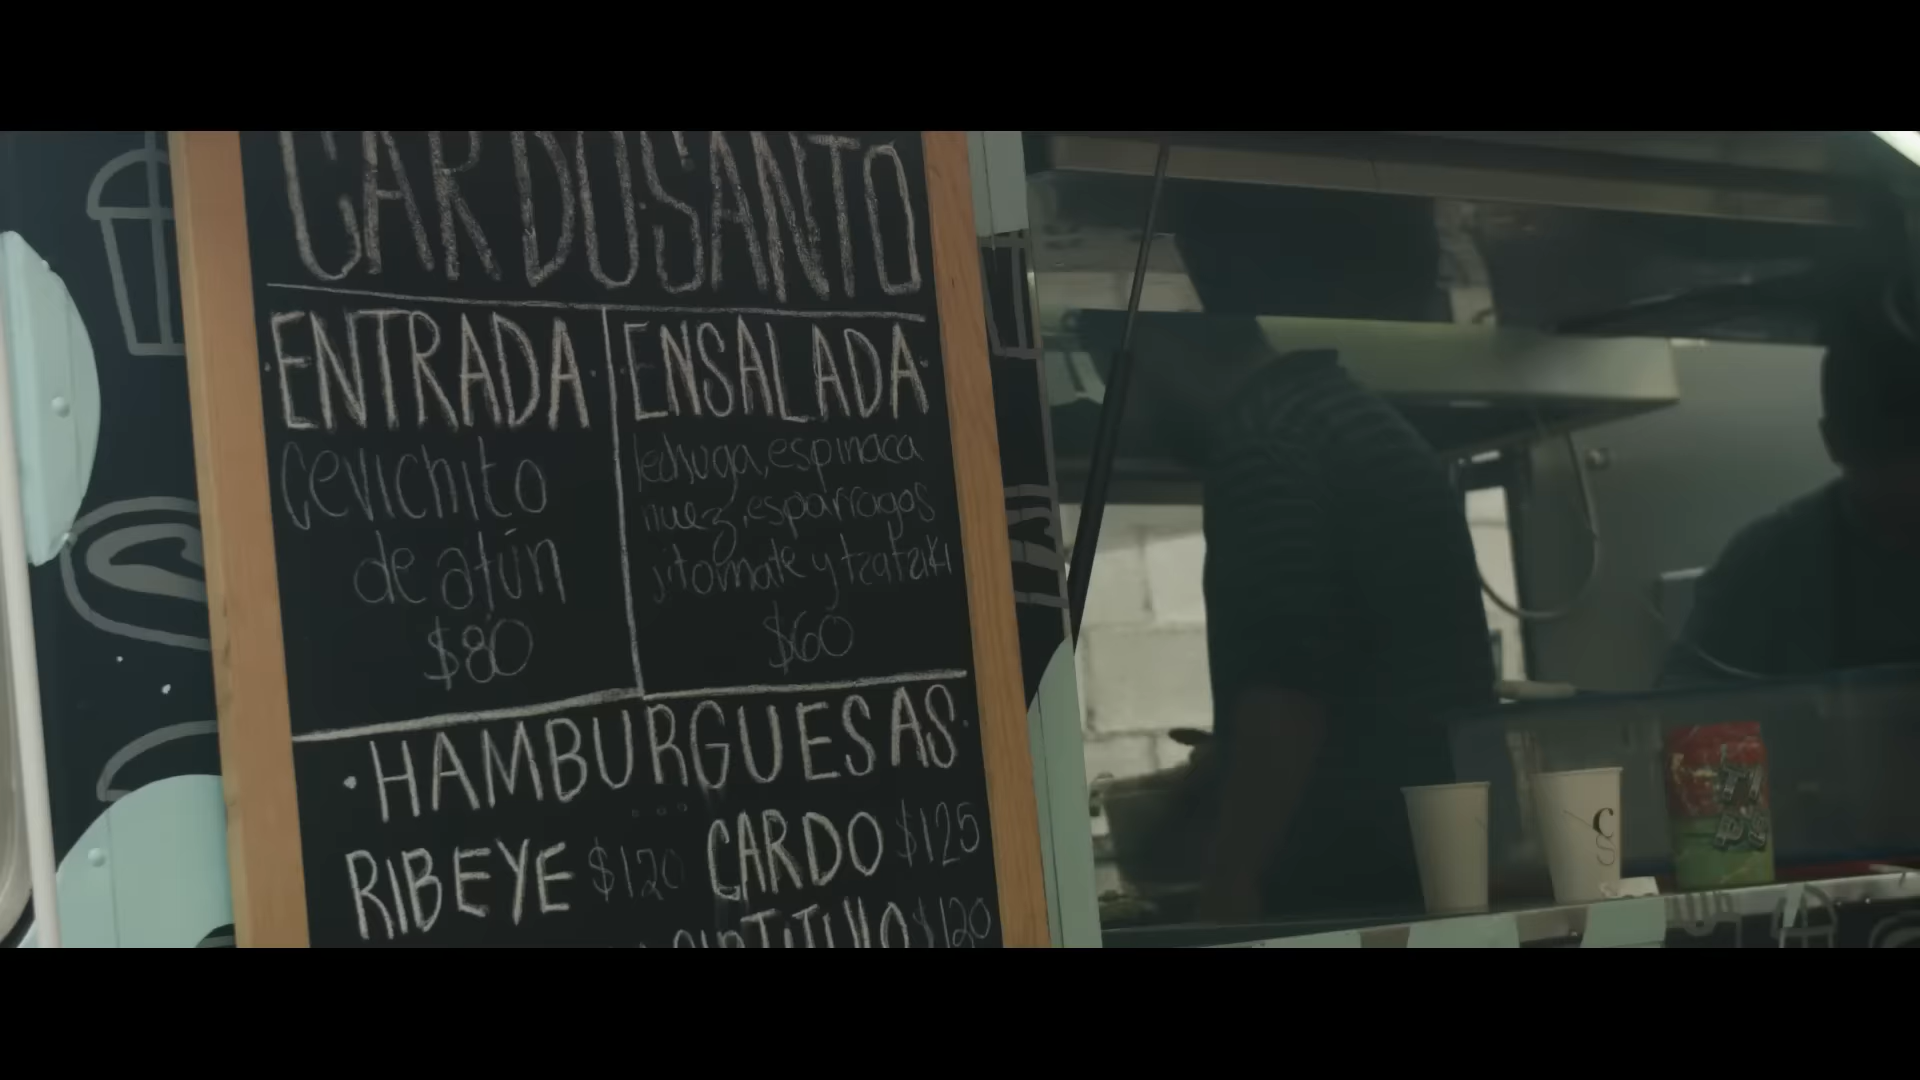 CARDOSANTO
·ENTRADA·
cevichito
de atún
$80
·ENSALADA·
lechuga, espinaca
nuez, espárragos
jitomate y tzatziki
$60
·HAMBURGUESAS·
RIBEYE $120
CARDO $125
$120
C
S